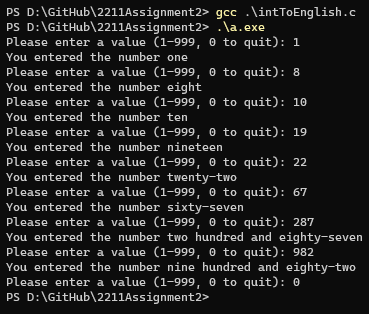 PS D:\GitHub\2211Assignment2> gcc .\intToEnglish.c
PS D:\GitHub\2211Assignment2> .\a.exe
Please enter a value (1-999, 0 to quit): 1
You entered the number one
Please enter a value (1-999, 0 to quit): 8
You entered the number eight
Please enter a value (1-999, 0 to quit): 10
You entered the number ten
Please enter a value (1-999, 0 to quit): 19
You entered the number nineteen
Please enter a value (1-999, 0 to quit): 22
You entered the number twenty-two
Please enter a value (1-999, 0 to quit): 67
You entered the number sixty-seven
Please enter a value (1-999, 0 to quit): 287
You entered the number two hundred and eighty-seven
Please enter a value (1-999, 0 to quit): 982
You entered the number nine hundred and eighty-two
Please enter a value (1-999, 0 to quit): 0
PS D:\GitHub\2211Assignment2>